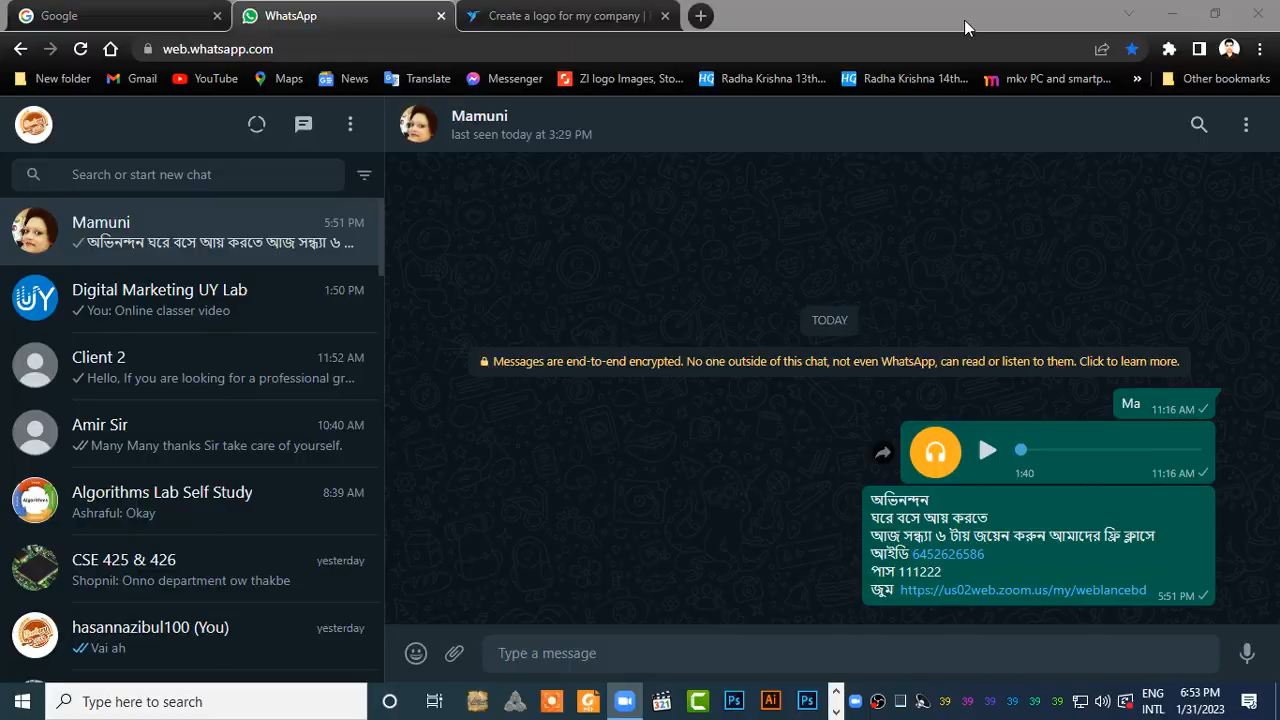 Google
WhatsApp
Create a logo for my company |
web.whatsapp.com
New folder
Gmail
YouTube
Maps
News
Translate
Messenger
ZI logo Images, Sto...
Radha Krishna 13th...
Radha Krishna 14th...
mkv PC and smartp...
»
Other bookmarks
Mamuni
last seen today at 3:29 PM
Search or start new chat
Mamuni 5:51 PM
অভিনন্দন ঘরে বসে আয় করতে আজ সন্ধ্যা ৬ ...
Digital Marketing UY Lab 1:50 PM
You: Online classer video
Client 2 11:52 AM
Hello, If you are looking for a professional gr...
Amir Sir 10:40 AM
Many Many thanks Sir take care of yourself.
Algorithms Lab Self Study 8:39 AM
Ashraful: Okay
CSE 425 & 426 yesterday
Shopnil: Onno department ow thakbe
hasannazibul100 (You) yesterday
Vai ah
TODAY
Messages are end-to-end encrypted. No one outside of this chat, not even WhatsApp, can read or listen to them. Click to learn more.
Ma 11:16 AM
1:40 11:16 AM
অভিনন্দন
ঘরে বসে আয় করতে
আজ সন্ধ্যা ৬ টায় জয়েন করুন আমাদের ফ্রি ক্লাসে
আইডি 6452626586
পাস 111222
জুম https://us02web.zoom.us/my/weblancebd 5:51 PM
Type a message
Type here to search
321
Ps
Ai
Ps
39 39 39 39 39 39
ENG
INTL
6:53 PM
1/31/2023